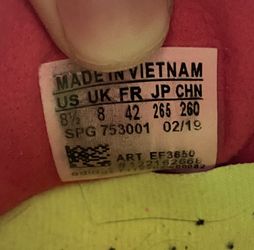 MADE IN VIETNAM
US UK FR JP CHN
8½ 8 42 265 260
SPG 753001 02/19
ART EF3650